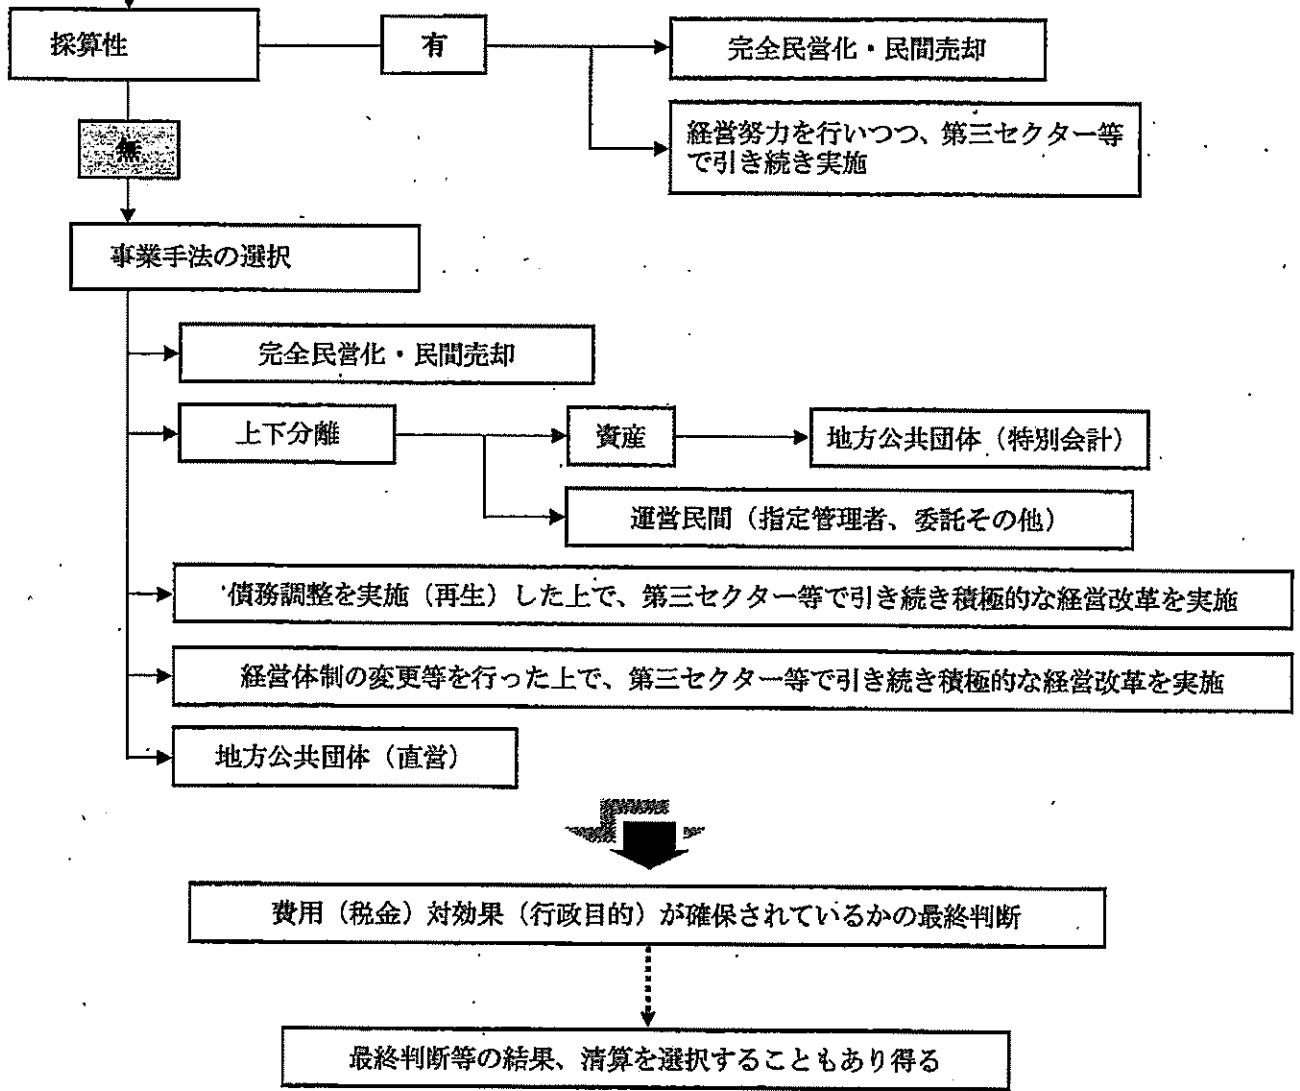 採算性
有
完全民営化・民間売却
経営努力を行いつつ、第三セクター等
で引き続き実施
無
事業手法の選択
完全民営化・民間売却
上下分離
資産
地方公共団体（特別会計）
運営民間（指定管理者、委託その他）
債務調整を実施（再生）した上で、第三セクター等で引き続き積極的な経営改革を実施
経営体制の変更等を行った上で、第三セクター等で引き続き積極的な経営改革を実施
地方公共団体（直営）
費用（税金）対効果（行政目的）が確保されているかの最終判断
最終判断等の結果、清算を選択することもあり得る